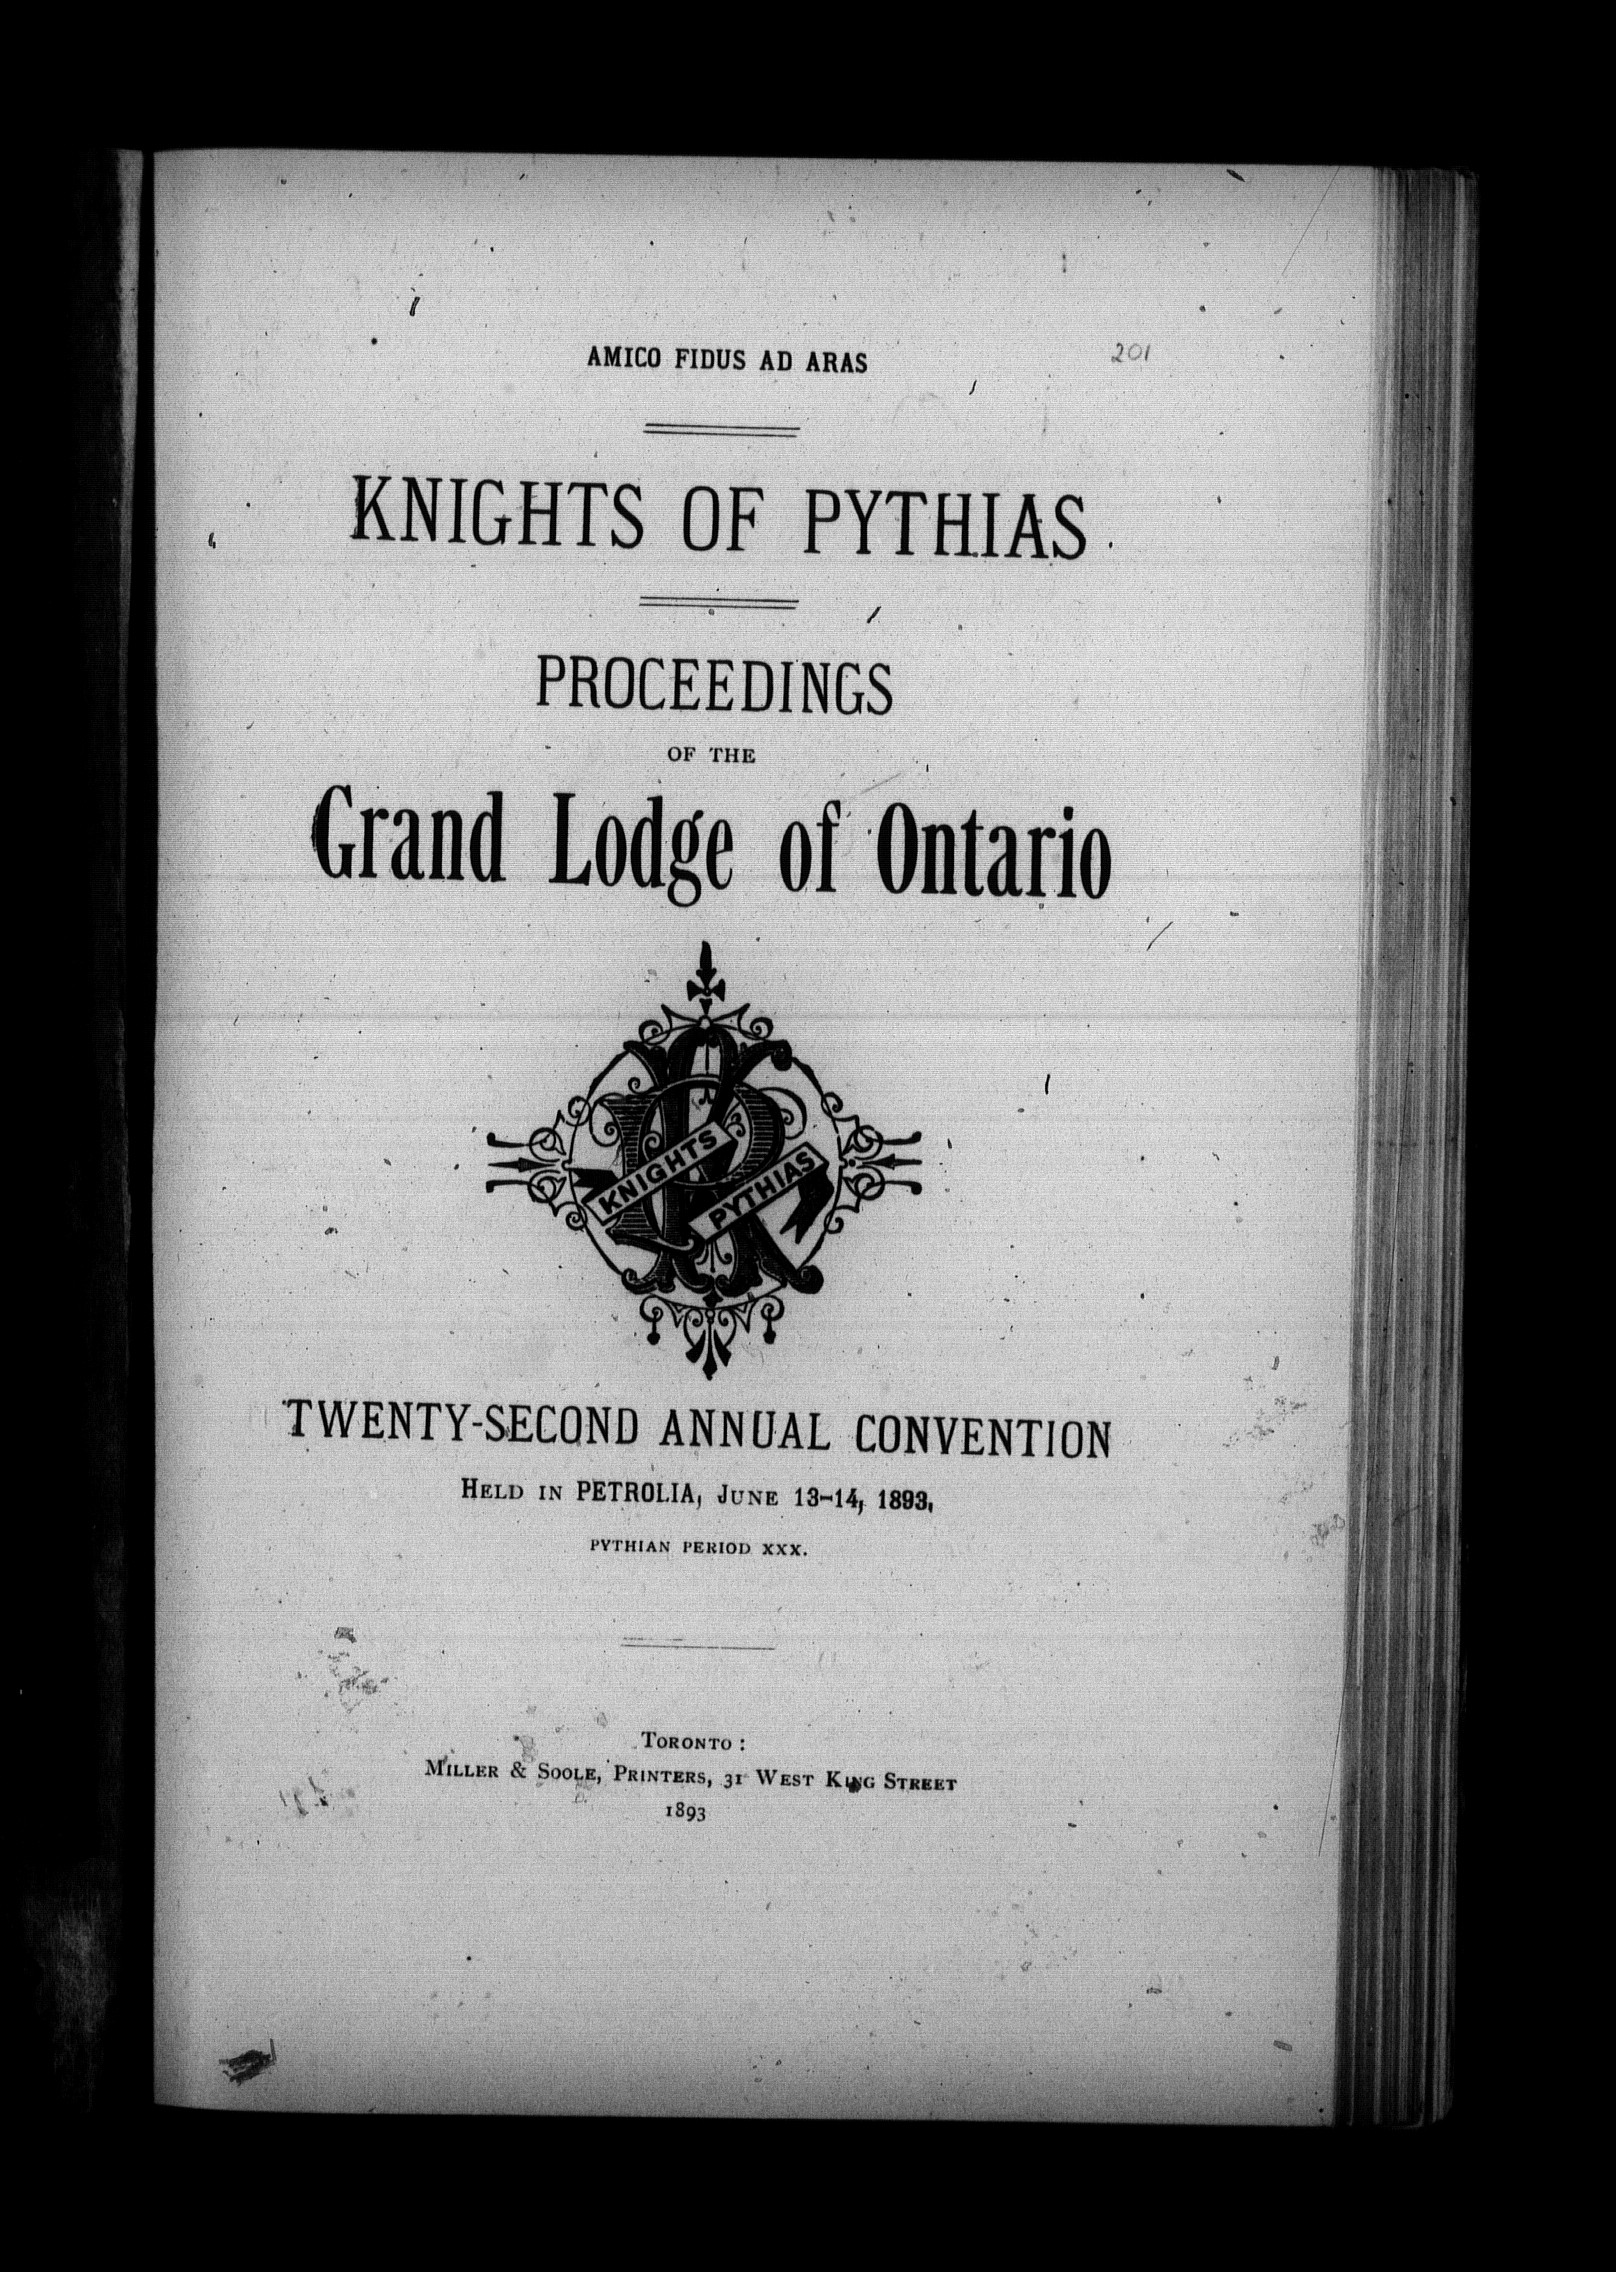 AMICO FIDUS AD ARAS
201
KNIGHTS OF PYTHIAS
PROCEEDINGS
OF THE
Grand Lodge of Ontario
KNIGHTS
PYTHIAS
TWENTY-SECOND ANNUAL CONVENTION
HELD IN PETROLIA, JUNE 13-14, 1893,
PYTHIAN PERIOD XXX.
TORONTO:
MILLER & SOOLE, PRINTERS, 31 WEST KING STREET
1893